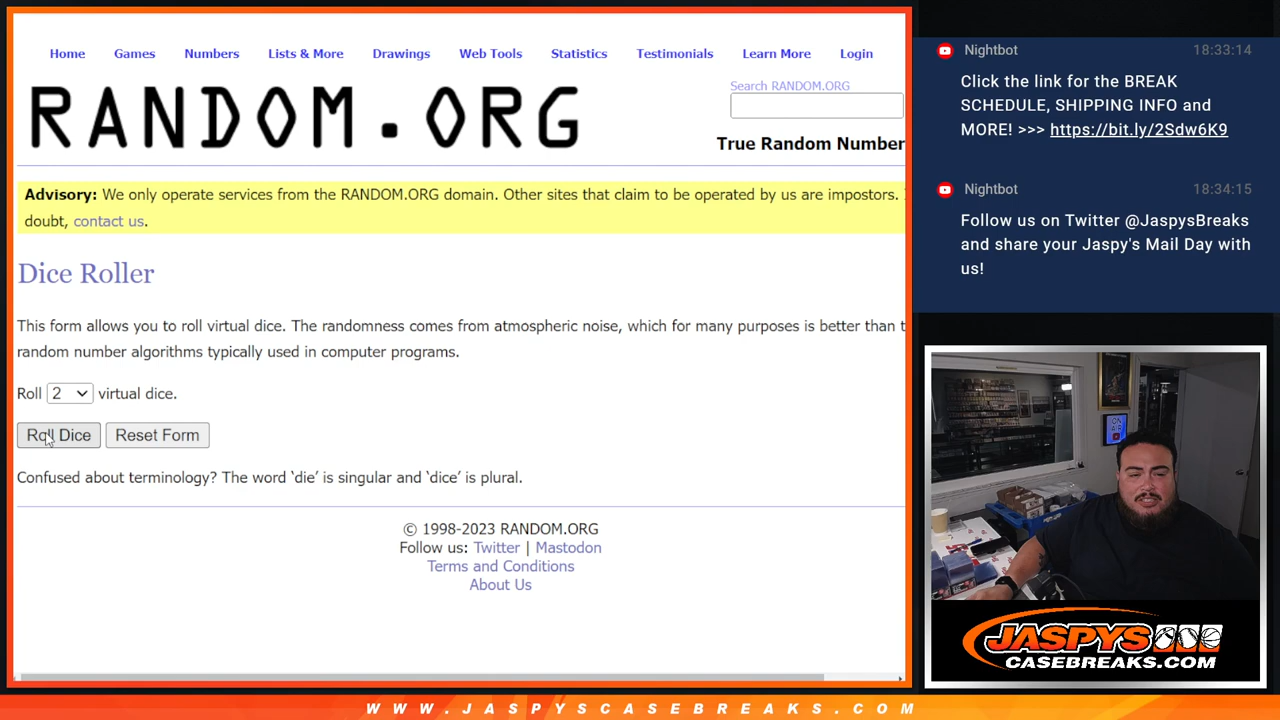 Home Games Numbers Lists & More Drawings Web Tools Statistics Testimonials Learn More Login
RANDOM.ORG
Search RANDOM.ORG
True Random Number
Advisory: We only operate services from the RANDOM.ORG domain. Other sites that claim to be operated by us are impostors.
doubt, contact us.
Dice Roller
This form allows you to roll virtual dice. The randomness comes from atmospheric noise, which for many purposes is better than t
random number algorithms typically used in computer programs.
Roll 2 virtual dice.
Roll Dice Reset Form
Confused about terminology? The word ‘die’ is singular and ‘dice’ is plural.
© 1998-2023 RANDOM.ORG
Follow us: Twitter | Mastodon
Terms and Conditions
About Us
Nightbot 18:33:14
Click the link for the BREAK
SCHEDULE, SHIPPING INFO and
MORE! >>> https://bit.ly/2Sdw6K9
Nightbot 18:34:15
Follow us on Twitter @JaspysBreaks
and share your Jaspy's Mail Day with
us!
JASPYS
CASEBREAKS.COM
WWW.JASPYSCASEBREAKS.COM